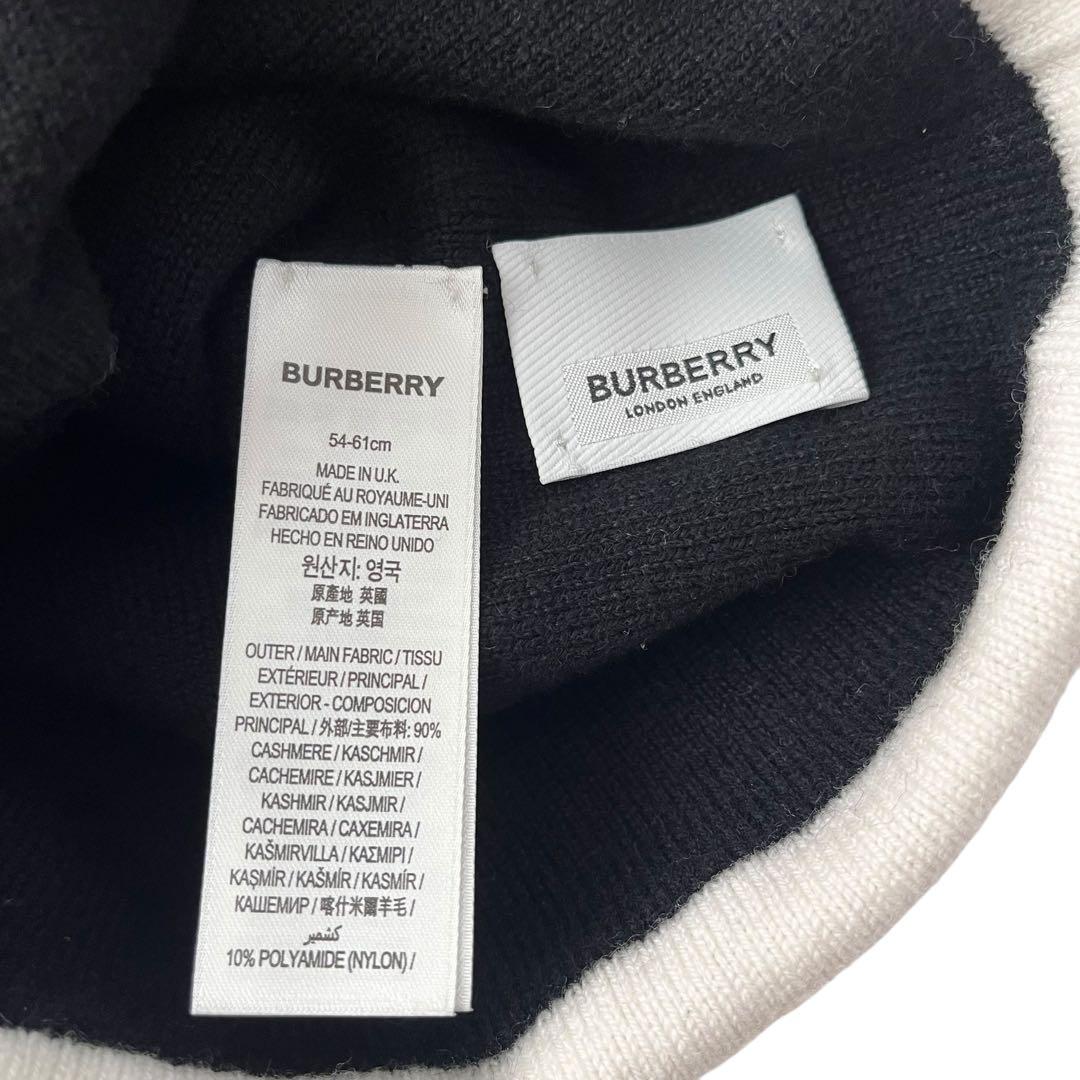 BURBERRY
54-61cm
MADE IN U.K.
FABRIQUÉ AU ROYAUME-UNI
FABRICADO EM INGLATERRA
HECHO EN REINO UNIDO
원산지: 영국
原產地 英國
原产地 英国
OUTER / MAIN FABRIC / TISSU
EXTÉRIEUR / PRINCIPAL /
EXTERIOR - COMPOSICION
PRINCIPAL / 外部/主要布料: 90%
CASHMERE / KASCHMIR /
CACHEMIRE / KASJMIER /
KASHMIR / KASJMIR /
CACHEMIRA / CAXEMIRA /
KAŠMIRVILLA / ΚΑΣΜΙΡΙ /
KAŞMİR / KAŠMÍR / KASMÍR /
КАШЕМИР / 喀什米爾羊毛 /
كشمير
10% POLYAMIDE (NYLON) /
BURBERRY
LONDON ENGLAND